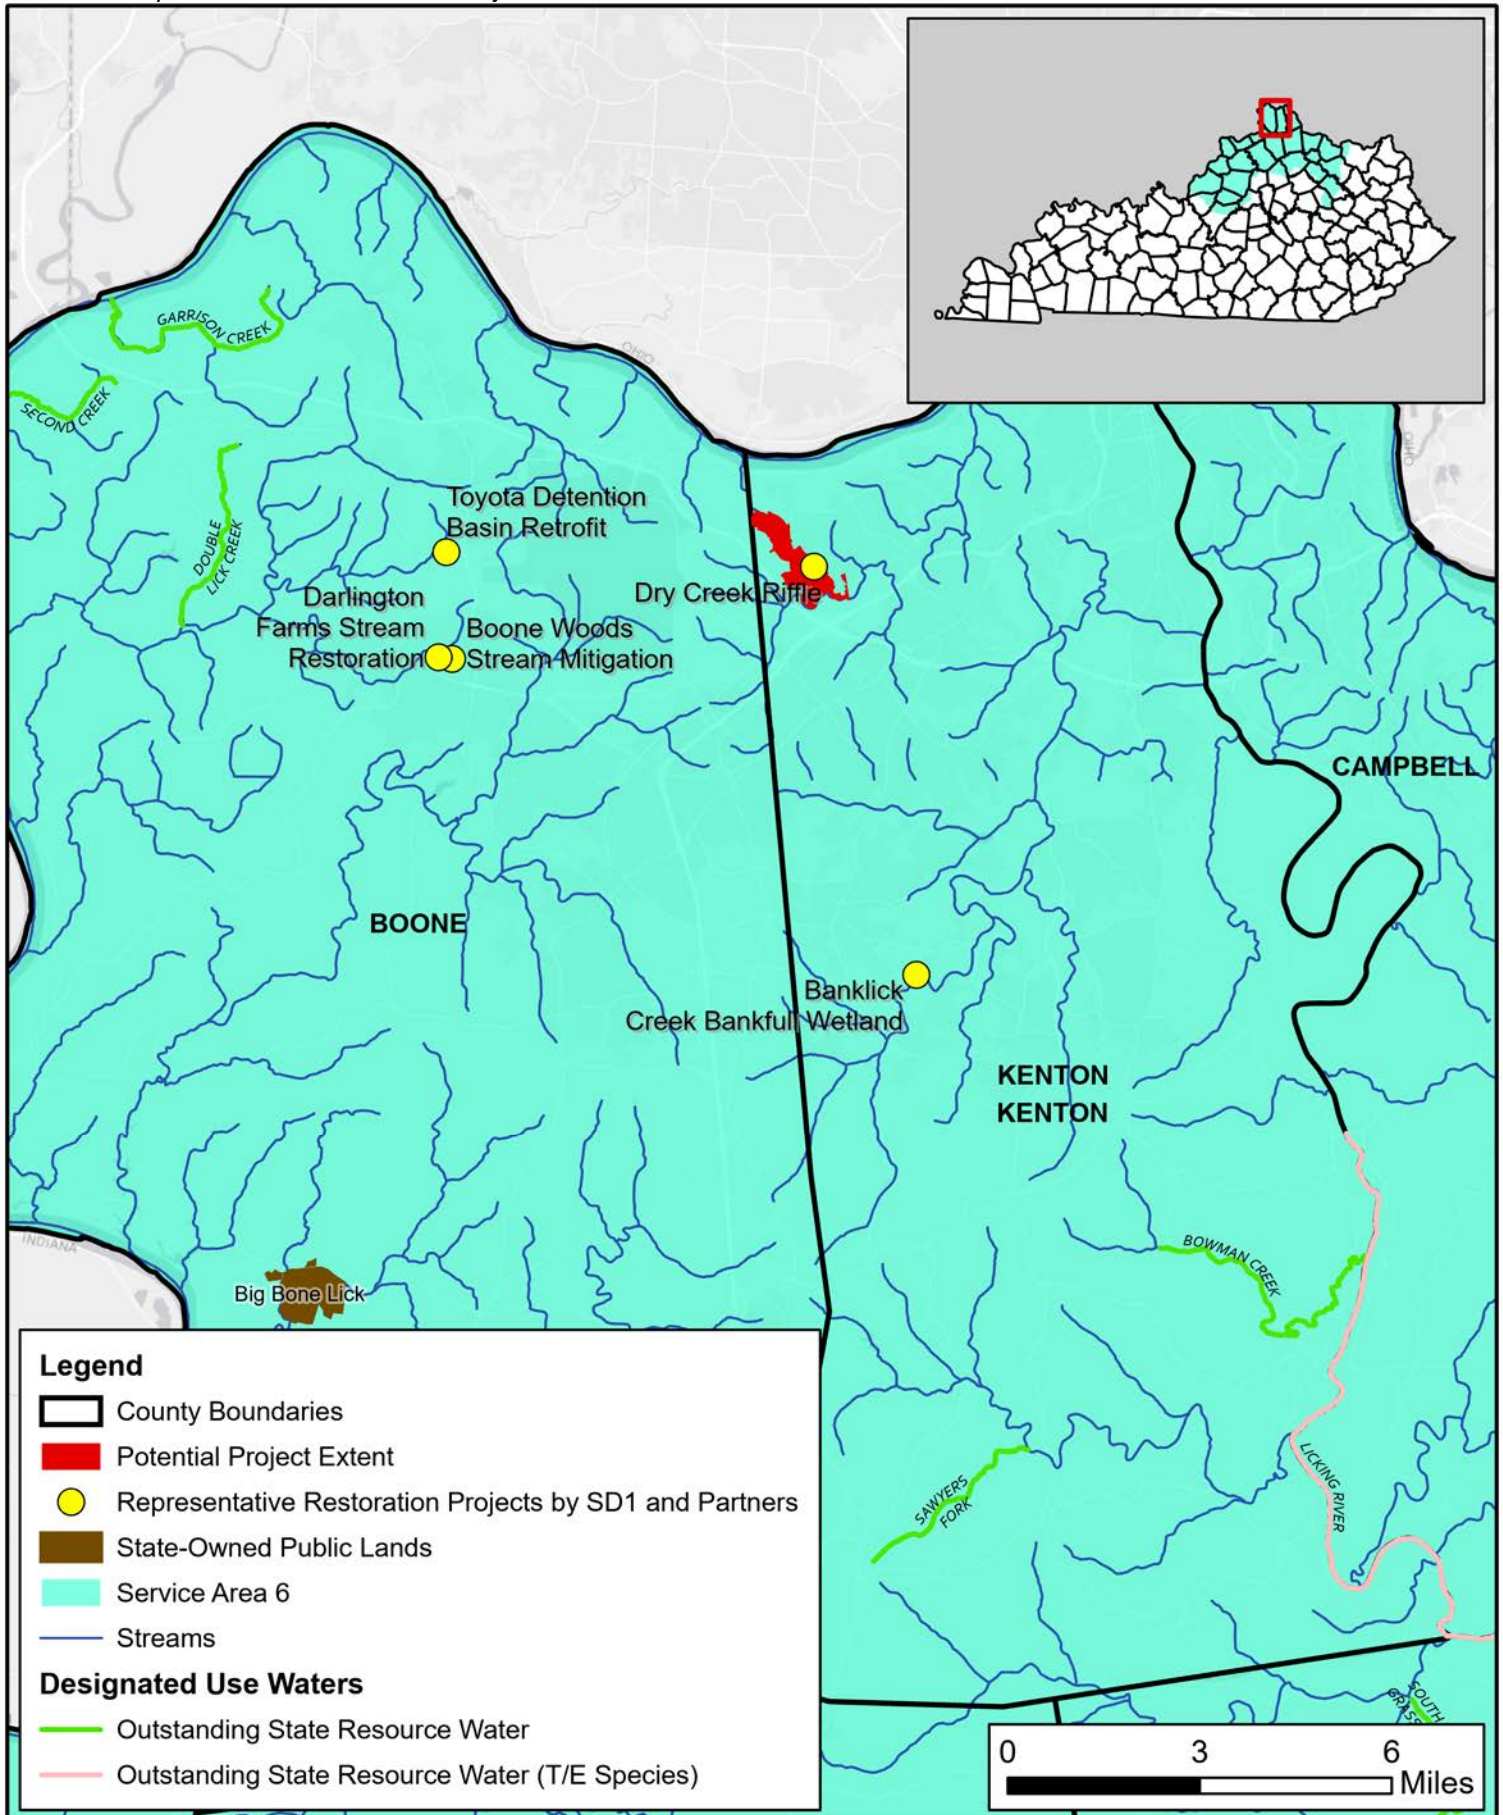 OHIO
OHIO
GARRISON CREEK
SECOND CREEK
DOUBLE
LICK CREEK
Toyota Detention
Basin Retrofit
Dry Creek Riffle
Darlington
Farms Stream
Restoration
Boone Woods
Stream Mitigation
CAMPBELL
BOONE
Banklick
Creek Bankfull Wetland
KENTON
KENTON
INDIANA
BOWMAN CREEK
Big Bone Lick
LICKING RIVER
SAWYERS
FORK
SOUTH
GRASS
Legend
County Boundaries
Potential Project Extent
Representative Restoration Projects by SD1 and Partners
State-Owned Public Lands
Service Area 6
Streams
Designated Use Waters
Outstanding State Resource Water
Outstanding State Resource Water (T/E Species)
0 3 6
Miles